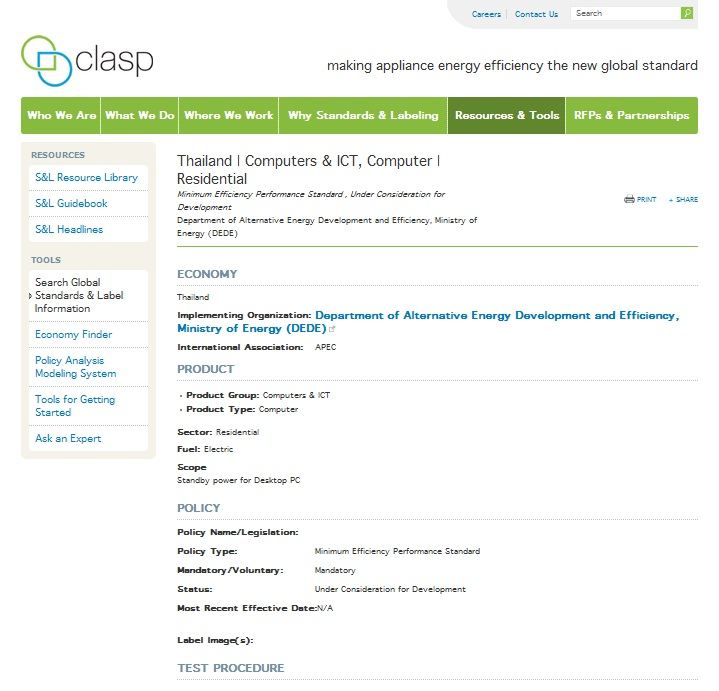 Careers Contact Us Search
clasp
making appliance energy efficiency the new global standard
Who We Are What We Do Where We Work Why Standards & Labeling Resources & Tools RFPs & Partnerships
RESOURCES
S&L Resource Library
S&L Guidebook
S&L Headlines
TOOLS
Search Global
Standards & Label
Information
Economy Finder
Policy Analysis
Modeling System
Tools for Getting
Started
Ask an Expert
Thailand | Computers & ICT, Computer |
Residential
Minimum Efficiency Performance Standard , Under Consideration for
Development
Department of Alternative Energy Development and Efficiency, Ministry of
Energy (DEDE)
PRINT + SHARE
ECONOMY
Thailand
Implementing Organization: Department of Alternative Energy Development and Efficiency,
Ministry of Energy (DEDE)
International Association: APEC
PRODUCT
• Product Group: Computers & ICT
• Product Type: Computer
Sector: Residential
Fuel: Electric
Scope
Standby power for Desktop PC
POLICY
Policy Name/Legislation:
Policy Type: Minimum Efficiency Performance Standard
Mandatory/Voluntary: Mandatory
Status: Under Consideration for Development
Most Recent Effective Date:N/A
Label Image(s):
TEST PROCEDURE